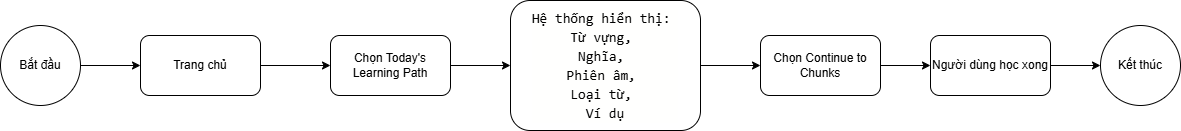 Bắt đầu
Trang chủ
Chọn Today's
Learning Path
Hệ thống hiển thị:
Từ vựng,
Nghĩa,
Phiên âm,
Loại từ,
Ví dụ
Chọn Continue to
Chunks
Người dùng học xong
Kết thúc